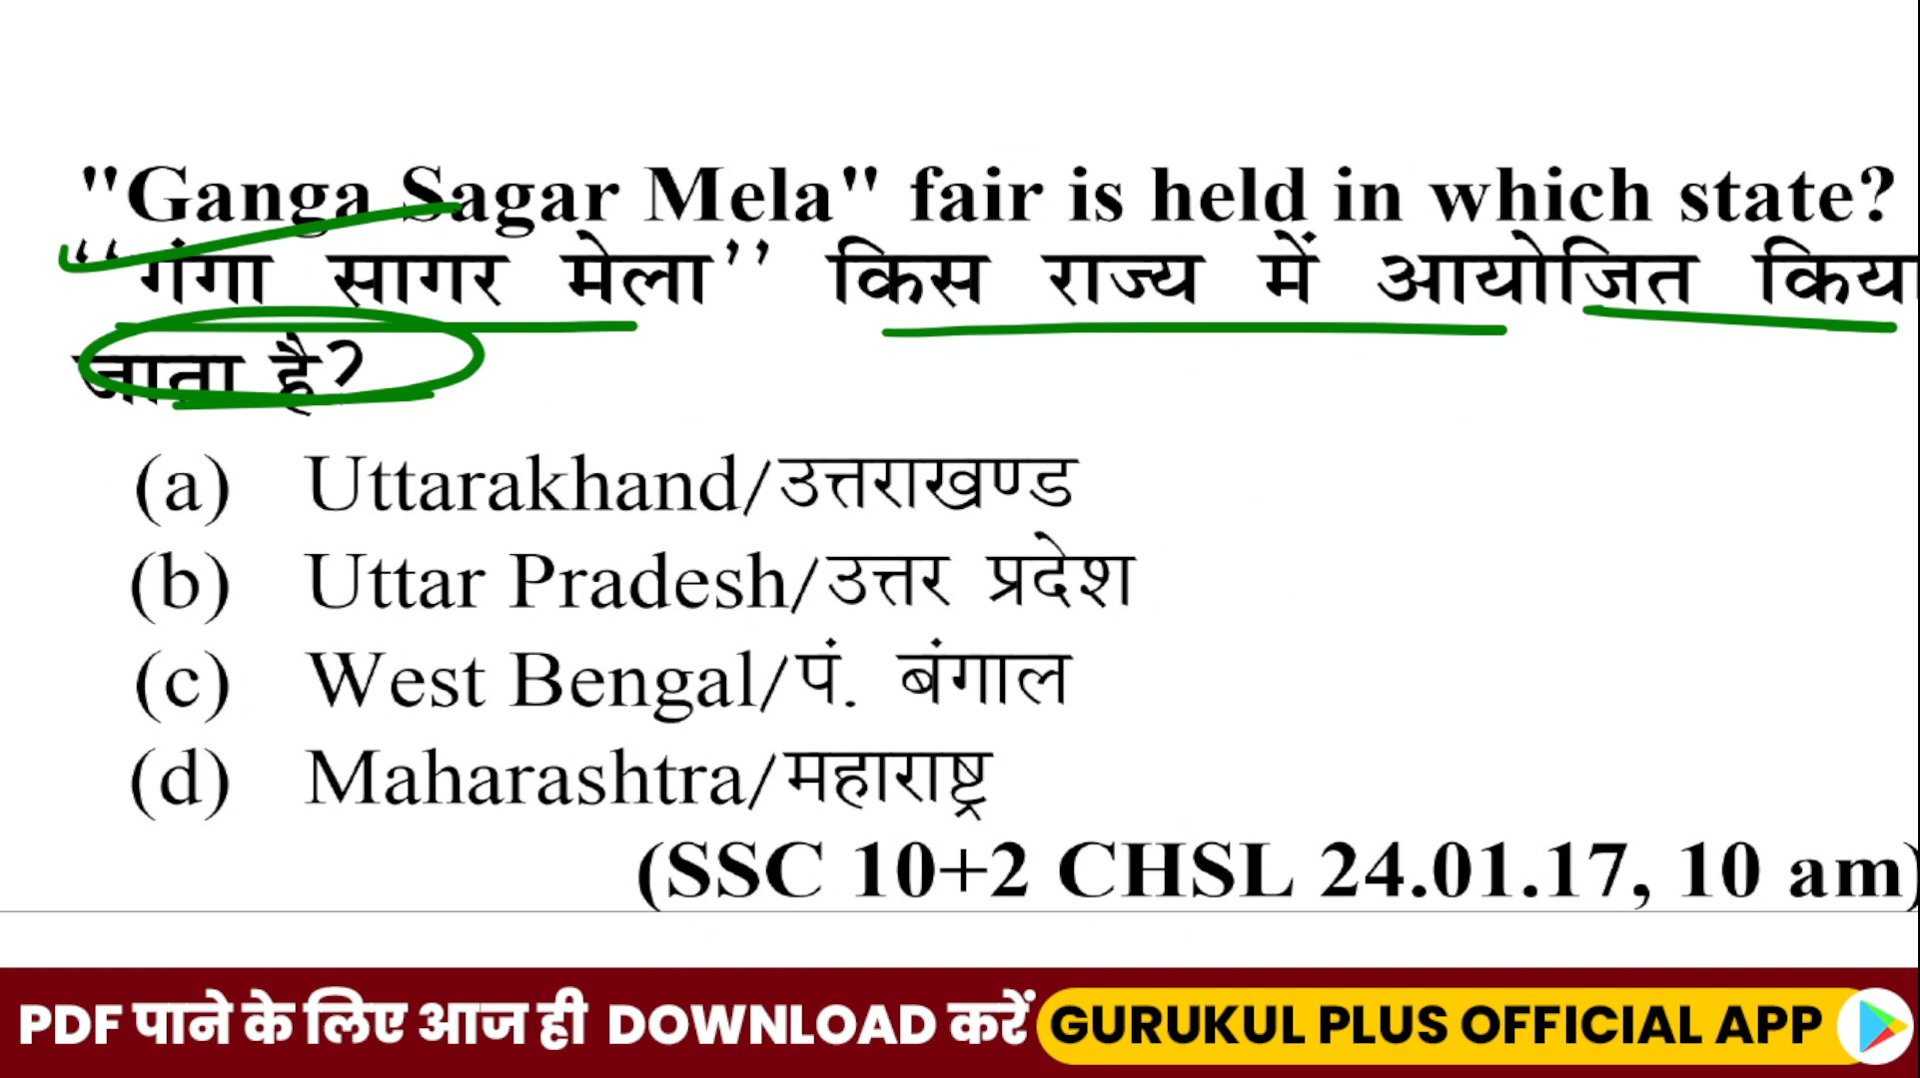 "Ganga Sagar Mela" fair is held in which state?
‘‘गंगा सागर मेला’’ किस राज्य में आयोजित किया
जाता है?
(a) Uttarakhand/उत्तराखण्ड
(b) Uttar Pradesh/उत्तर प्रदेश
(c) West Bengal/पं. बंगाल
(d) Maharashtra/महाराष्ट्र
(SSC 10+2 CHSL 24.01.17, 10 am)
PDF पाने के लिए आज ही DOWNLOAD करें GURUKUL PLUS OFFICIAL APP